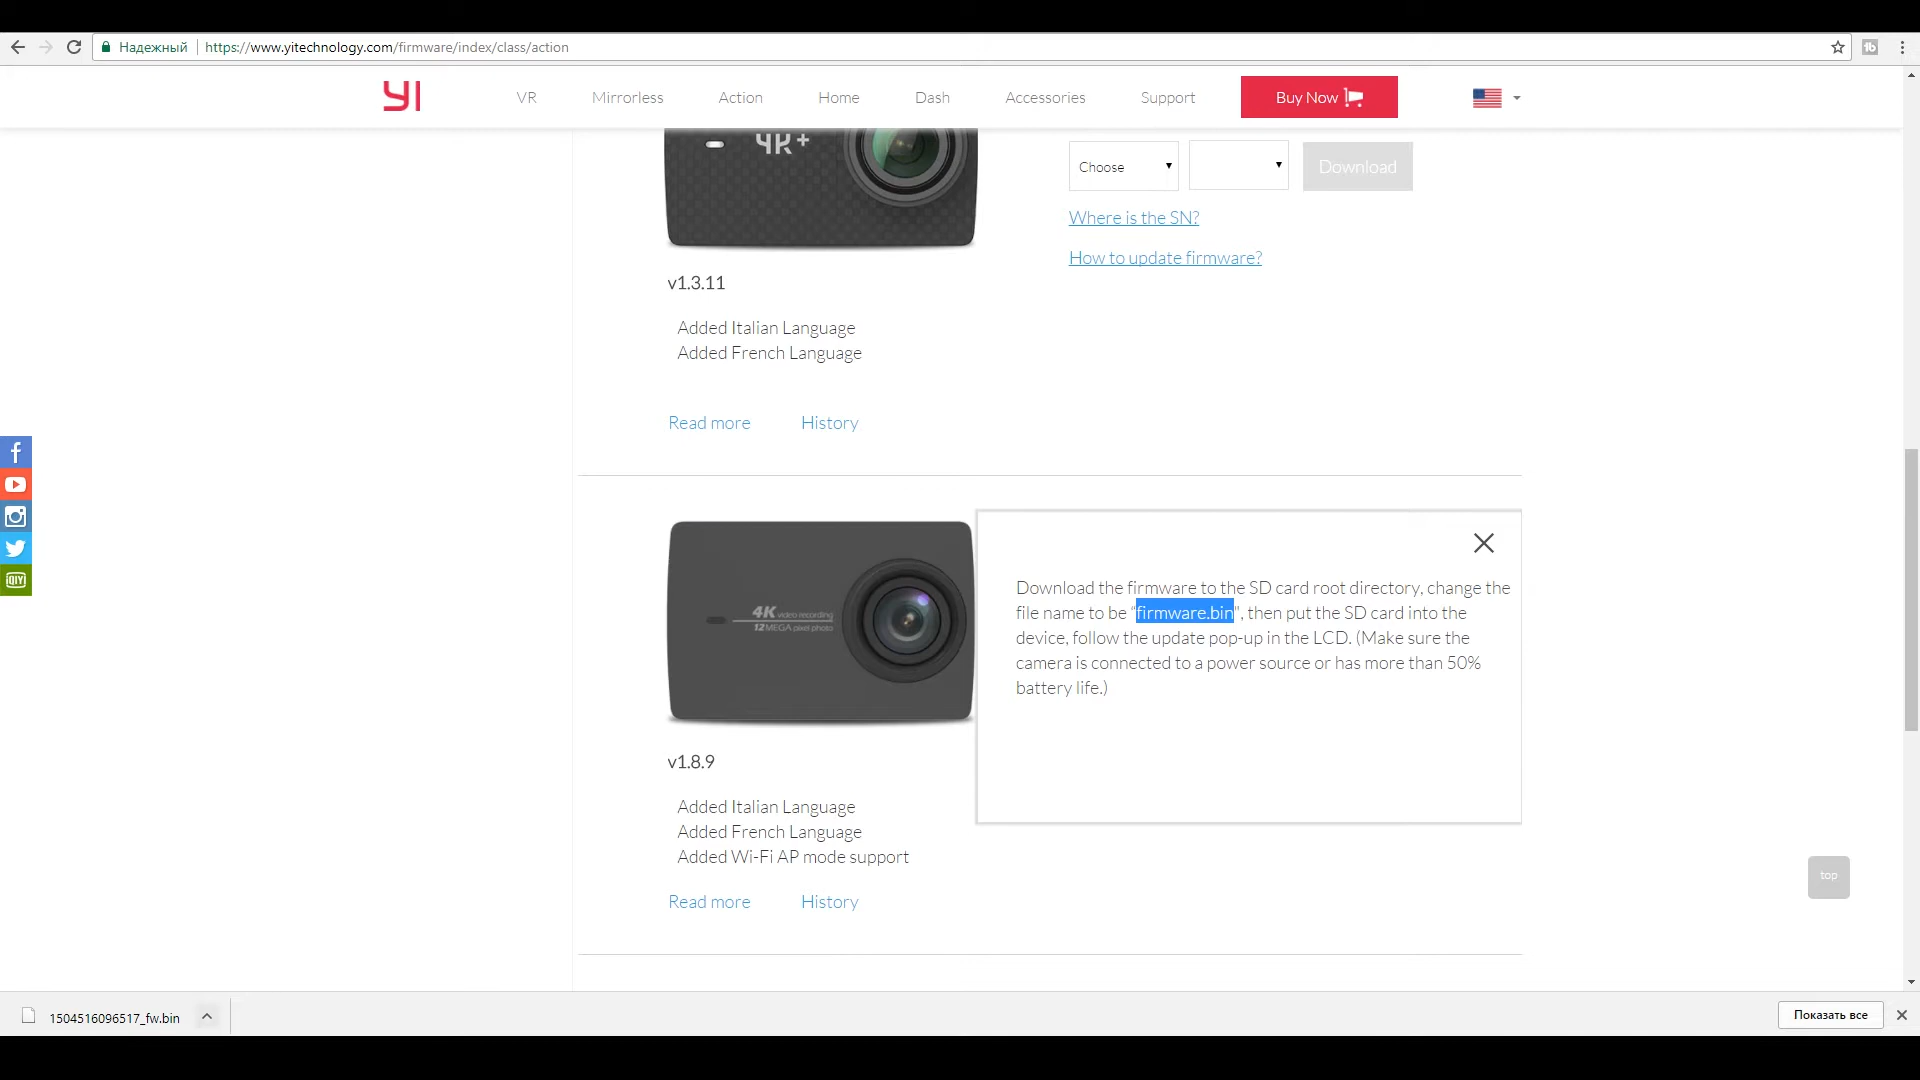 Надежный
https://www.yitechnology.com/firmware/index/class/action
YI
VR
Mirrorless
Action
Home
Dash
Accessories
Support
Buy Now
4K+
Choose
Download
Where is the SN?
How to update firmware?
v1.3.11
Added Italian Language
Added French Language
Read more
History
4K video recording
12MEGA pixel photo
Download the firmware to the SD card root directory, change the
file name to be "firmware.bin", then put the SD card into the
device, follow the update pop-up in the LCD. (Make sure the
camera is connected to a power source or has more than 50%
battery life.)
v1.8.9
Added Italian Language
Added French Language
Added Wi-Fi AP mode support
Read more
History
top
1504516096517_fw.bin
Показать все